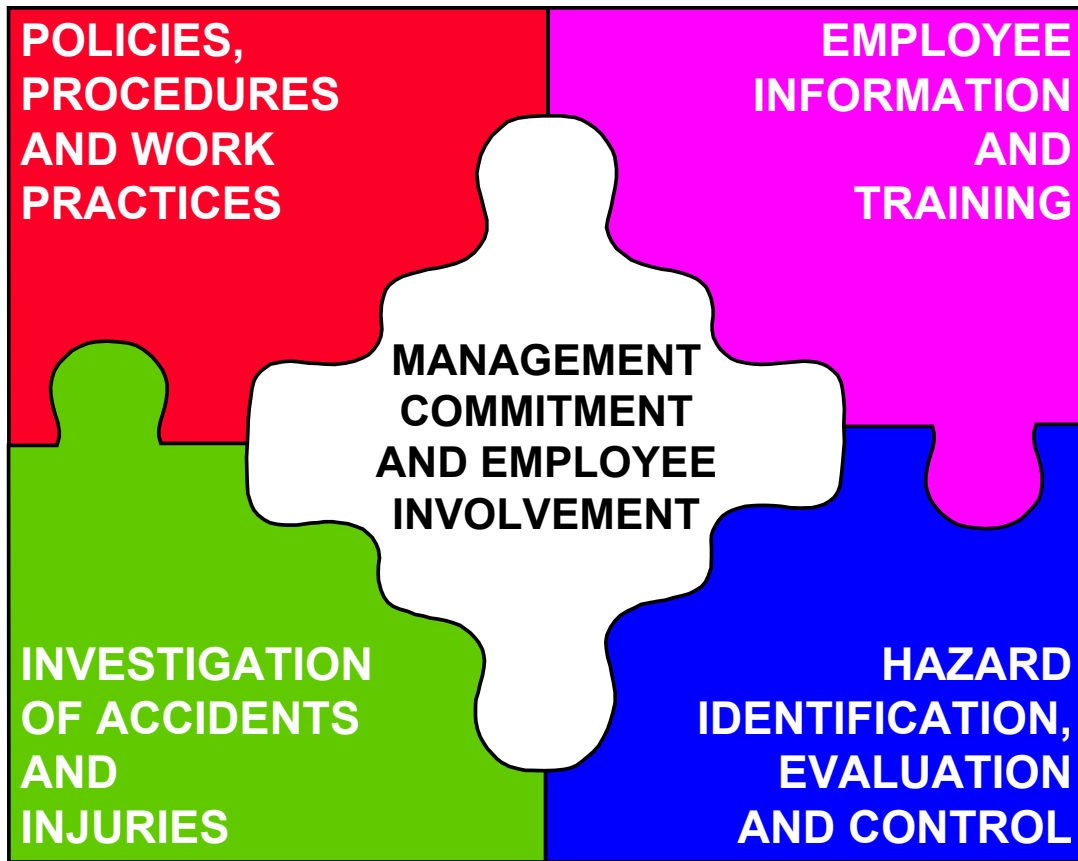 POLICIES,
PROCEDURES
AND WORK
PRACTICES
EMPLOYEE
INFORMATION
AND
TRAINING
MANAGEMENT
COMMITMENT
AND EMPLOYEE
INVOLVEMENT
INVESTIGATION
OF ACCIDENTS
AND
INJURIES
HAZARD
IDENTIFICATION,
EVALUATION
AND CONTROL